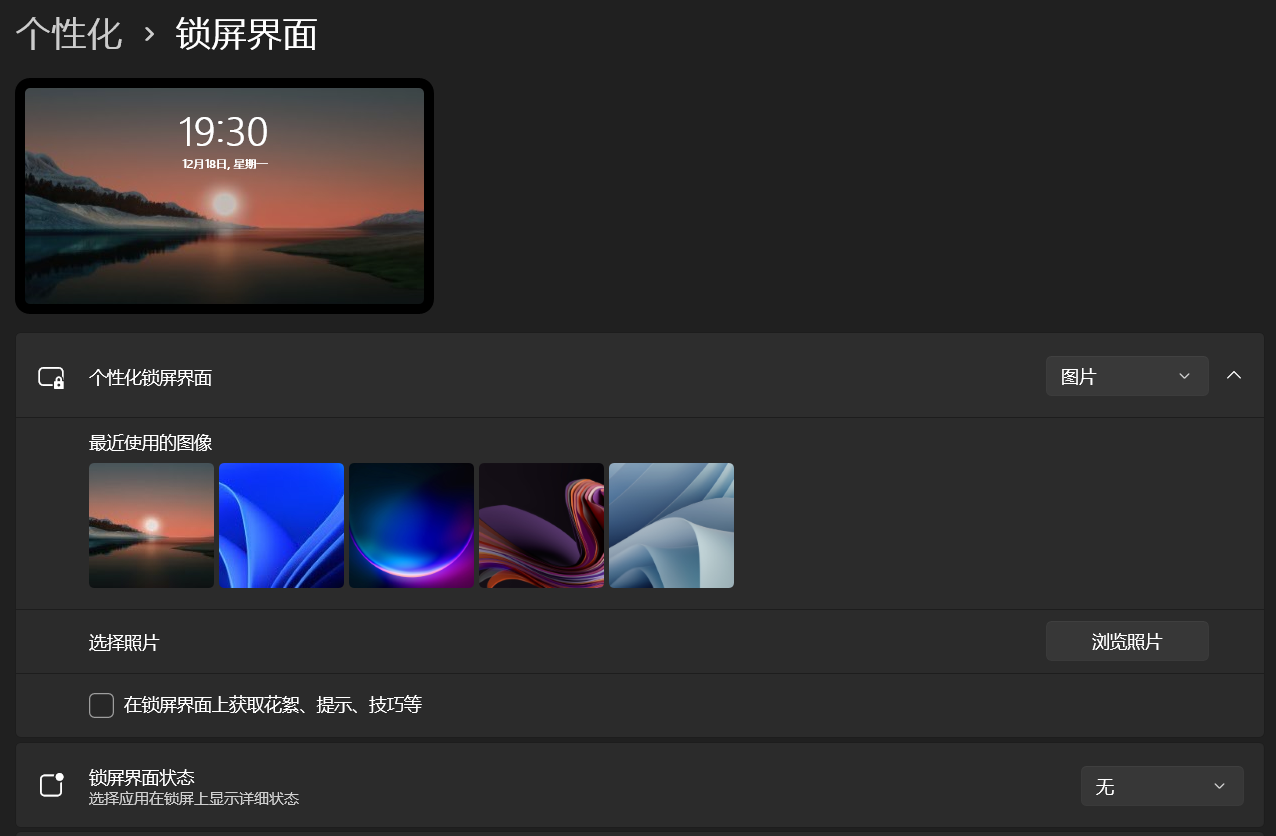 个性化 › 锁屏界面
19:30
12月18日, 星期一
个性化锁屏界面
图片
最近使用的图像
选择照片
浏览照片
在锁屏界面上获取花絮、提示、技巧等
锁屏界面状态
选择应用在锁屏上显示详细状态
无